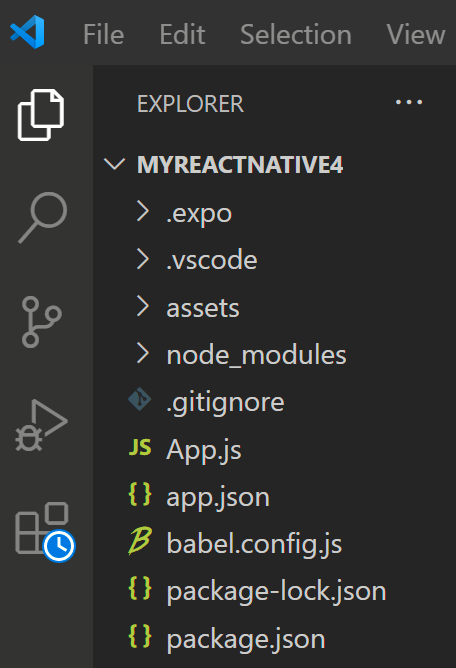 File Edit Selection View
EXPLORER
MYREACTNATIVE4
.expo
.vscode
assets
node_modules
.gitignore
JS App.js
{} app.json
B babel.config.js
{} package-lock.json
{} package.json